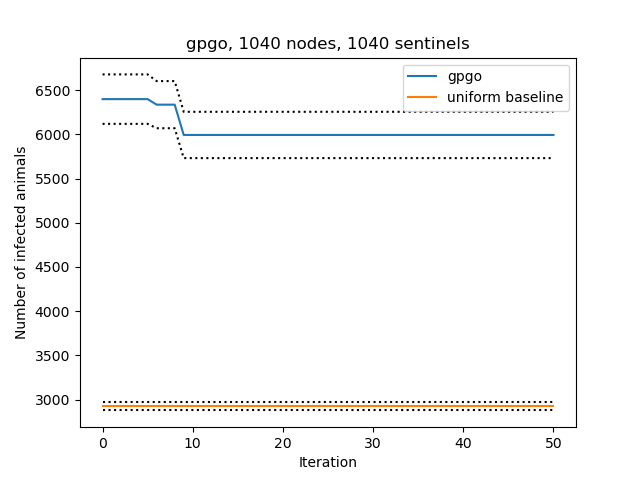 gpgo, 1040 nodes, 1040 sentinels
gpgo
uniform baseline
Number of infected animals
6500
6000
5500
5000
4500
4000
3500
3000
0 10 20 30 40 50
Iteration